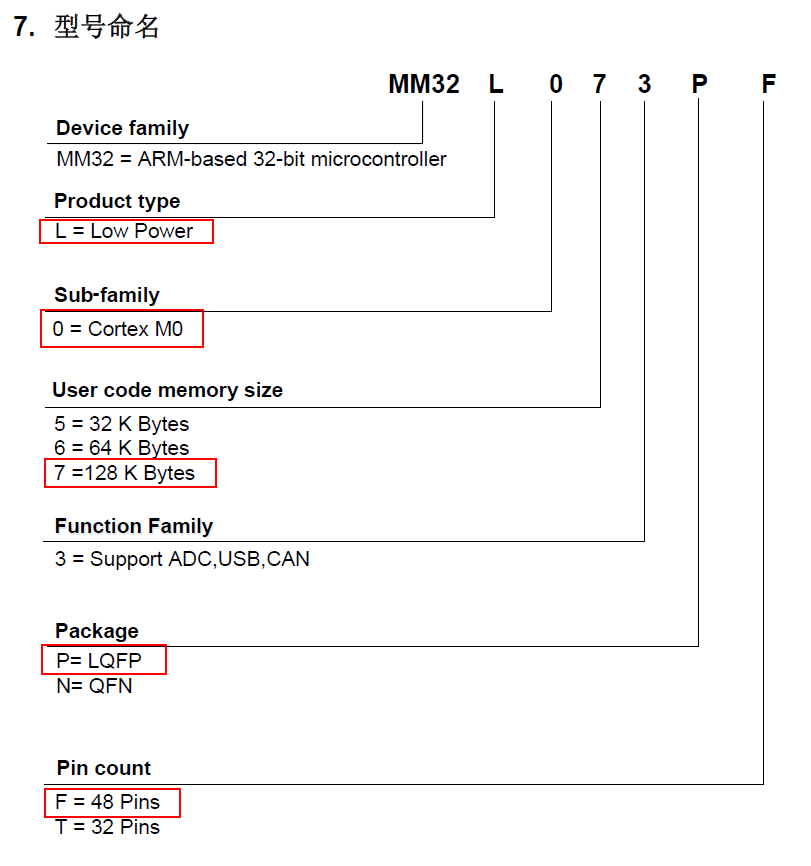 7. 型号命名
MM32 L 0 7 3 P F
Device family
MM32 = ARM-based 32-bit microcontroller
Product type
L = Low Power
Sub-family
0 = Cortex M0
User code memory size
5 = 32 K Bytes
6 = 64 K Bytes
7 =128 K Bytes
Function Family
3 = Support ADC,USB,CAN
Package
P= LQFP
N= QFN
Pin count
F = 48 Pins
T = 32 Pins